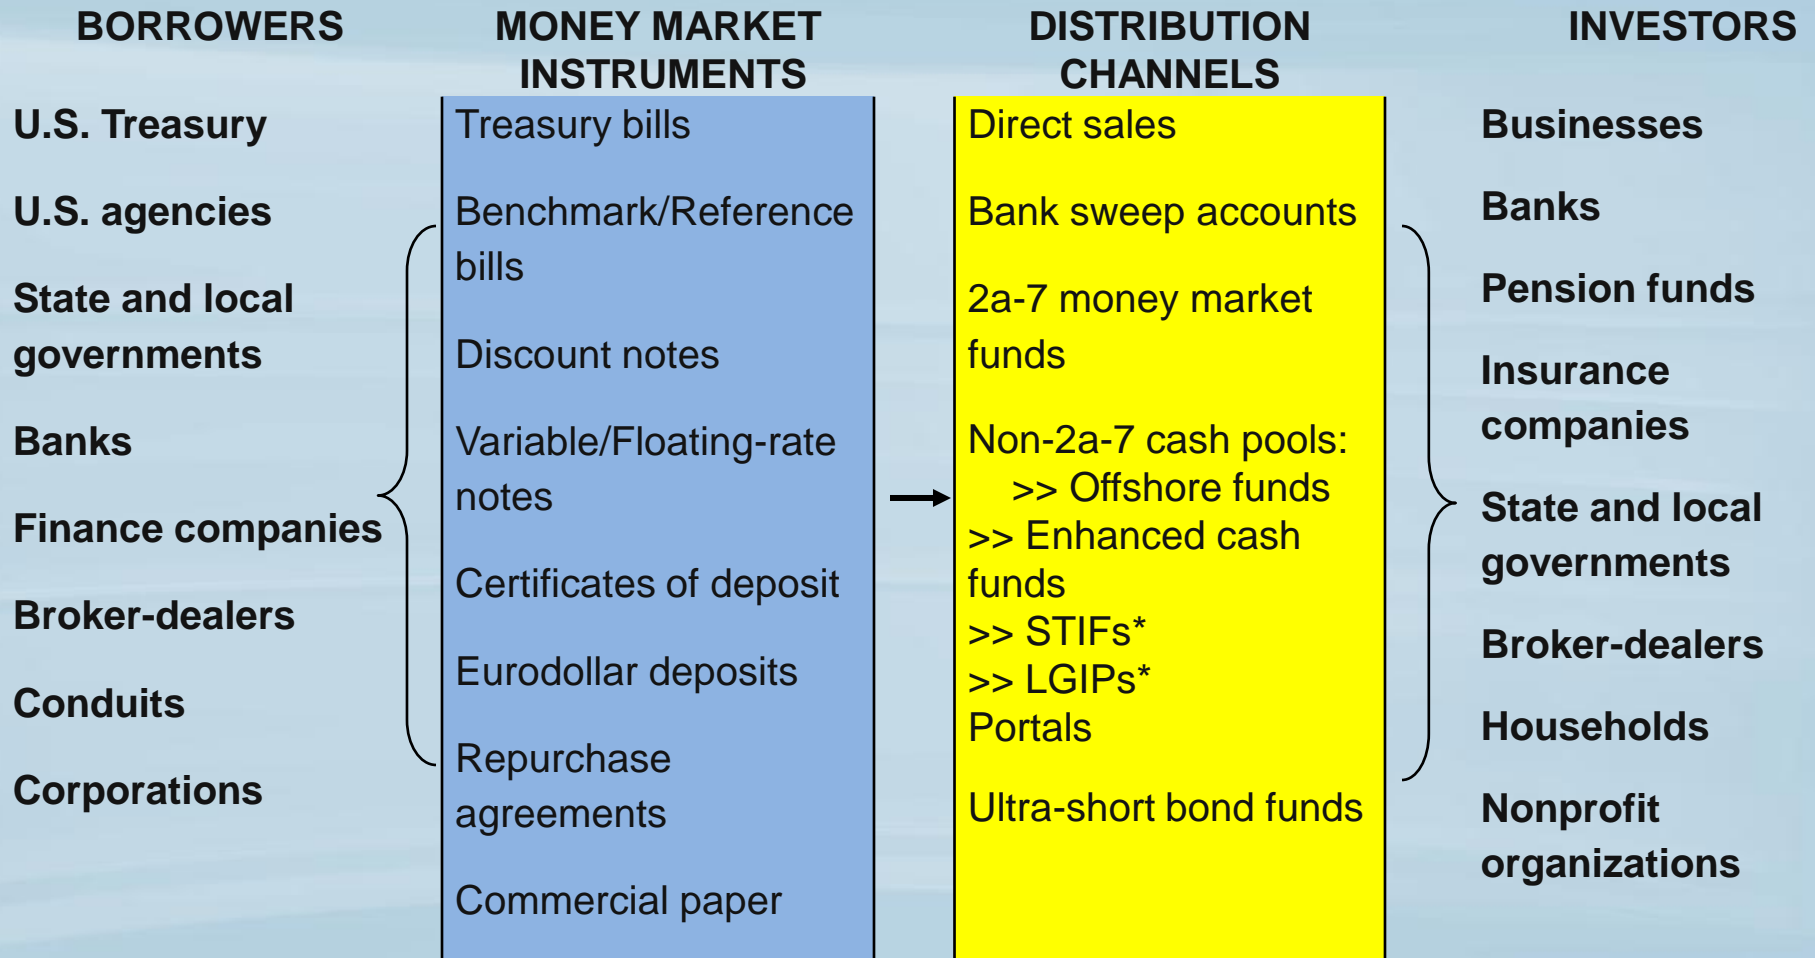 BORROWERS
U.S. Treasury
U.S. agencies
State and local
governments
Banks
Finance companies
Broker-dealers
Conduits
Corporations
MONEY MARKET
INSTRUMENTS
Treasury bills
Benchmark/Reference
bills
Discount notes
Variable/Floating-rate
notes
Certificates of deposit
Eurodollar deposits
Repurchase
agreements
Commercial paper
DISTRIBUTION
CHANNELS
Direct sales
Bank sweep accounts
2a-7 money market
funds
Non-2a-7 cash pools:
>> Offshore funds
>> Enhanced cash
funds
>> STIFs*
>> LGIPs*
Portals
Ultra-short bond funds
INVESTORS
Businesses
Banks
Pension funds
Insurance
companies
State and local
governments
Broker-dealers
Households
Nonprofit
organizations